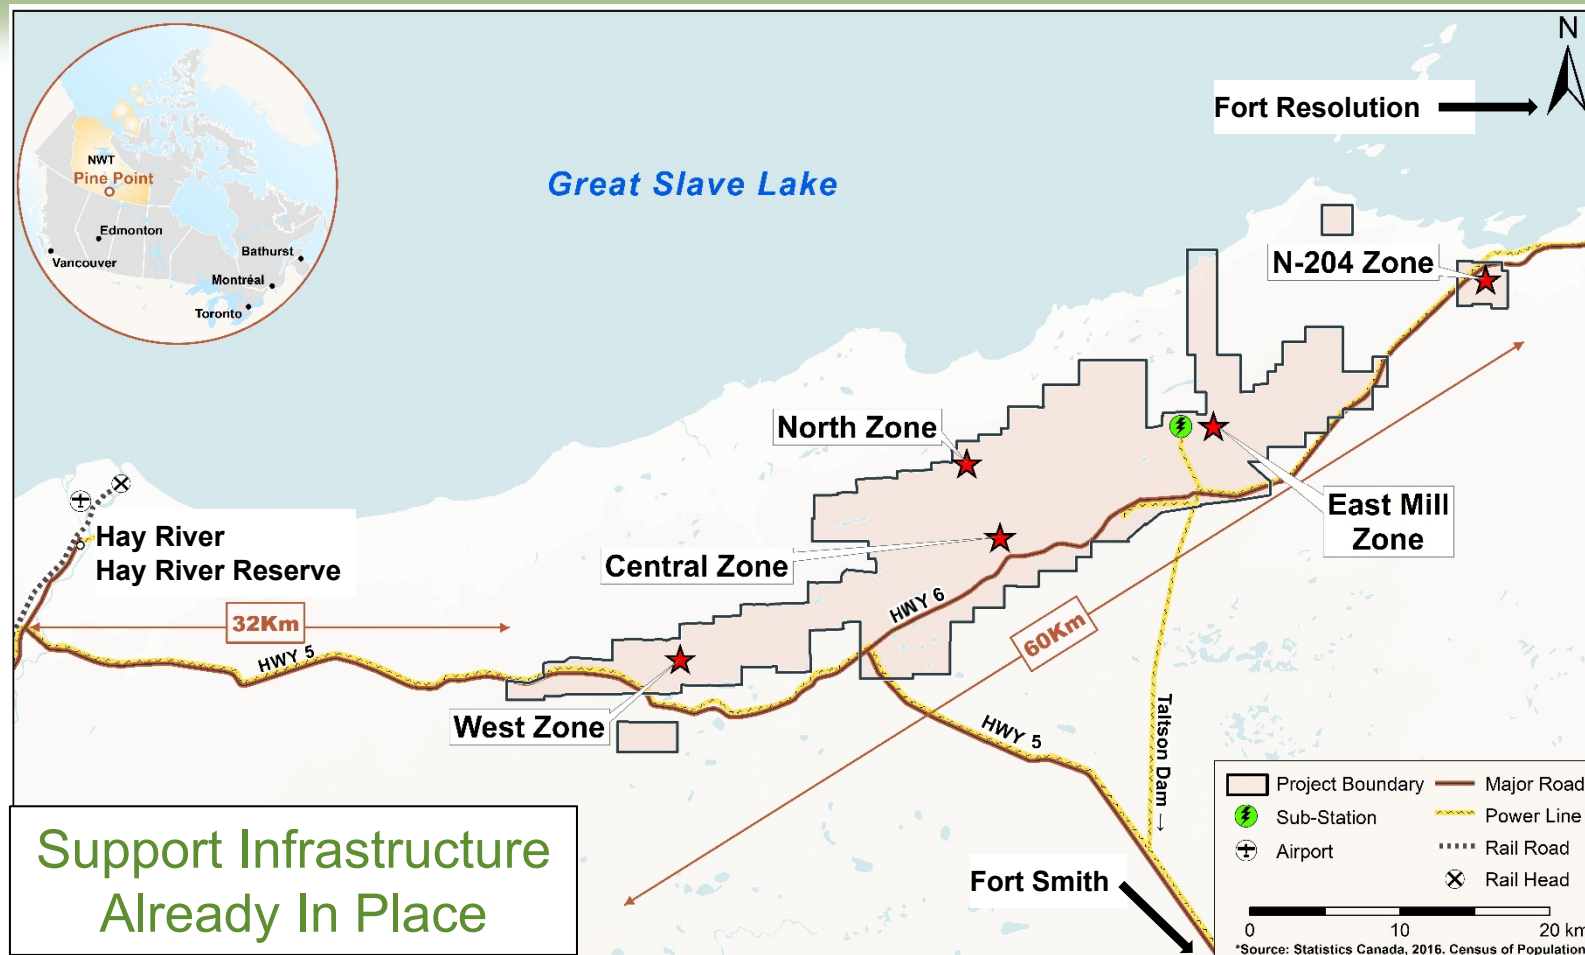 N
Fort Resolution
NWT
Pine Point
Edmonton
Vancouver
Bathurst
Montréal
Toronto
Great Slave Lake
N-204 Zone
North Zone
East Mill
Zone
Hay River
Hay River Reserve
Central Zone
32Km
HWY 5
HWY 6
60Km
West Zone
HWY 5
Taltson Dam →
Fort Smith
Support Infrastructure
Already In Place
Project Boundary
Major Road
Sub-Station
Power Line
Airport
Rail Road
Rail Head
0 10 20 km
*Source: Statistics Canada, 2016. Census of Population